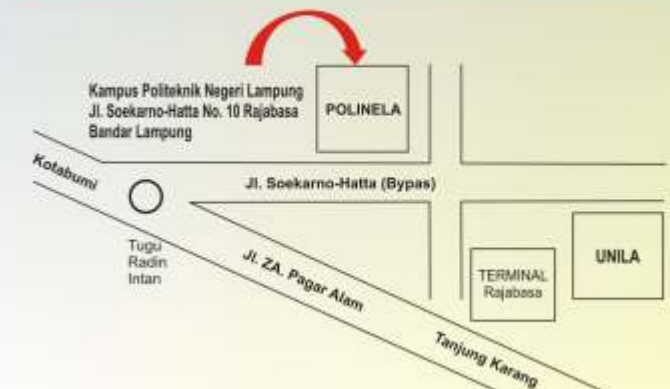 Kampus Politeknik Negeri Lampung
Jl. Soekarno-Hatta No. 10 Rajabasa
Bandar Lampung
POLINELA
Kotabumi
Jl. Soekarno-Hatta (Bypas)
Tugu
Radin
Intan
Jl. ZA. Pagar Alam
TERMINAL
Rajabasa
UNILA
Tanjung Karang